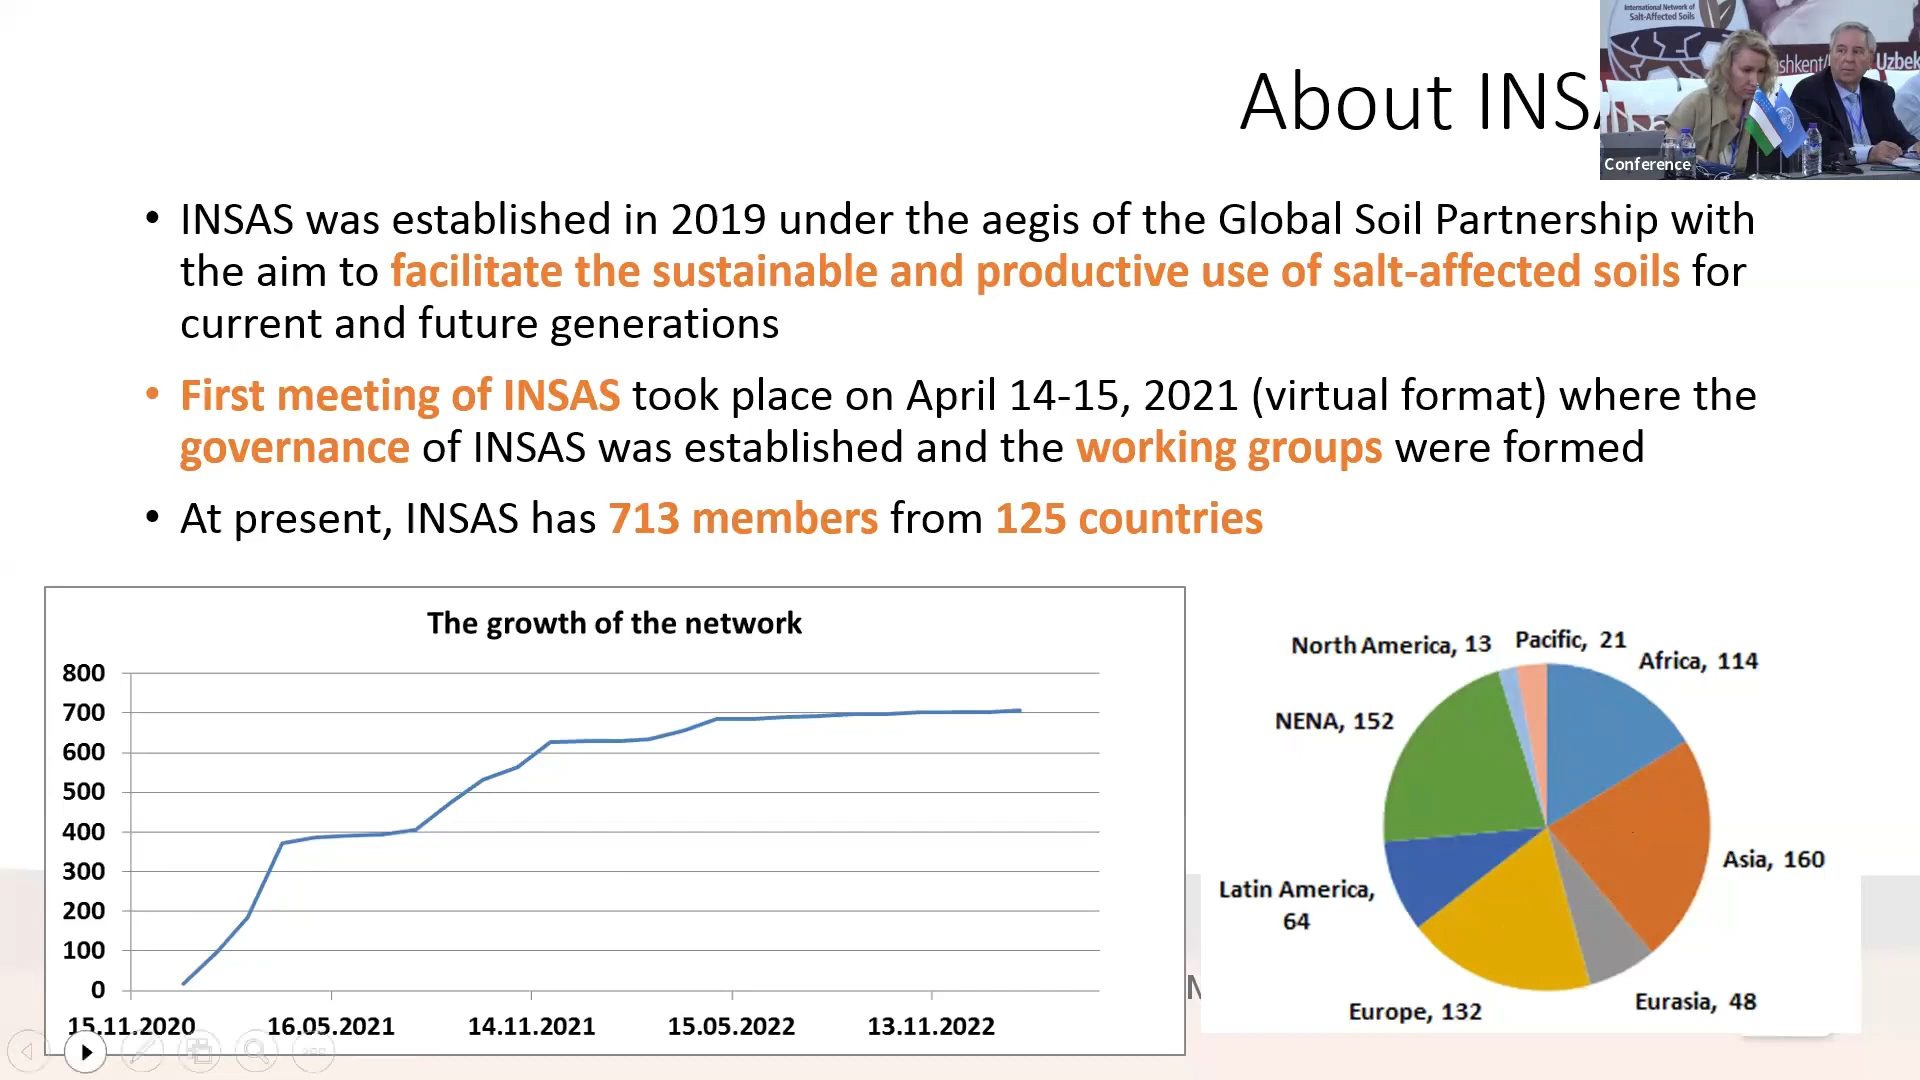 About INSA
International Network of
Salt-Affected Soils
Uzbek
Conference
• INSAS was established in 2019 under the aegis of the Global Soil Partnership with
the aim to facilitate the sustainable and productive use of salt-affected soils for
current and future generations
• First meeting of INSAS took place on April 14-15, 2021 (virtual format) where the
governance of INSAS was established and the working groups were formed
• At present, INSAS has 713 members from 125 countries
The growth of the network
800
700
600
500
400
300
200
100
0
15.11.2020 16.05.2021 14.11.2021 15.05.2022 13.11.2022
North America, 13
Pacific, 21
Africa, 114
NENA, 152
Asia, 160
Latin America,
64
Europe, 132
Eurasia, 48